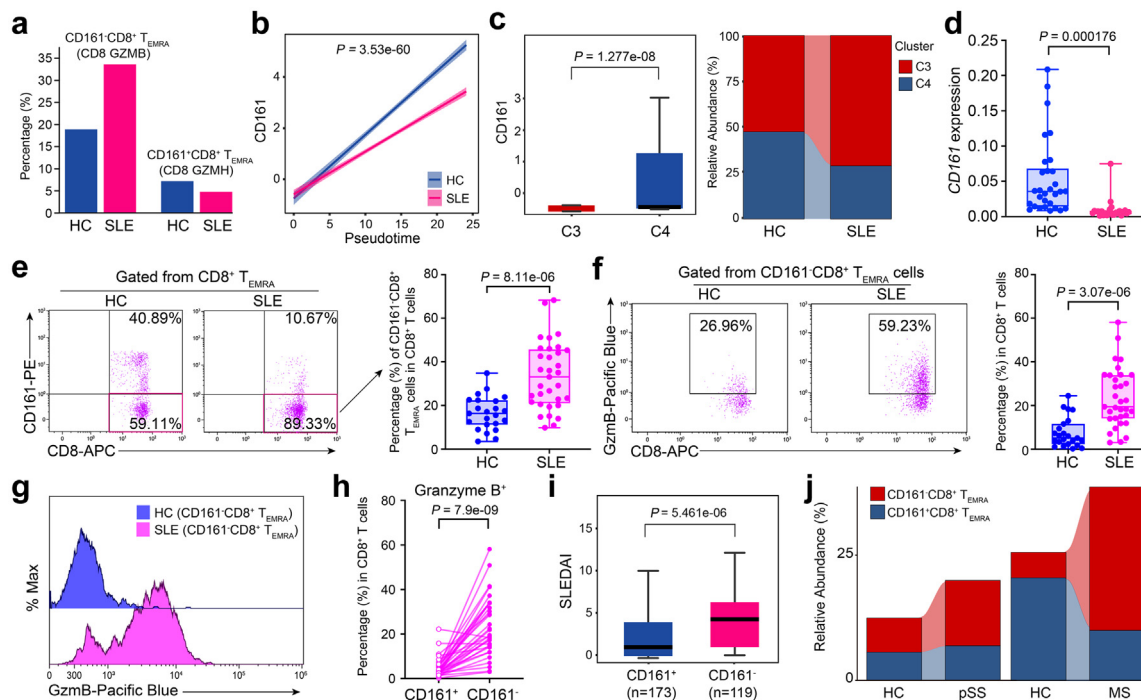 a
CD161-CD8+ TEMRA
(CD8 GZMB)
CD161+CD8+ TEMRA
(CD8 GZMH)
Percentage (%)
35
30
25
20
15
10
5
0
HC SLE HC SLE
b
P = 3.53e-60
CD161
4
2
0
HC
SLE
0 5 10 15 20 25
Pseudotime
c
P = 1.277e-08
CD161
3
2
1
0
0
C3 C4
Relative Abundance (%)
100
75
50
25
0
HC SLE
Cluster
C3
C4
d
P = 0.000176
CD161 expression
0.25
0.20
0.15
0.10
0.05
0.00
HC SLE
e
Gated from CD8+ TEMRA
HC SLE
40.89% 10.67%
59.11% 89.33%
CD161-PE
CD8-APC
P = 8.11e-06
Percentage (%) of CD161-CD8+
TEMRA cells in CD8+ T cells
80
60
40
20
0
HC SLE
f
Gated from CD161-CD8+ TEMRA cells
HC SLE
26.96% 59.23%
GzmB-Pacific Blue
CD8-APC
P = 3.07e-06
Percentage (%) in CD8+ T cells
80
60
40
20
0
HC SLE
g
HC (CD161-CD8+ TEMRA)
SLE (CD161-CD8+ TEMRA)
% Max
0 300 10³ 10⁴ 10⁵ 10⁶
GzmB-Pacific Blue
h
Granzyme B+
P = 7.9e-09
Percentage (%) in CD8+ T cells
80
60
40
20
0
CD161+ CD161-
i
P = 5.461e-06
SLEDAI
15
10
5
0
CD161+ CD161-
(n=173) (n=119)
j
CD161-CD8+ TEMRA
CD161+CD8+ TEMRA
Relative Abundance (%)
25
0
HC pSS HC MS